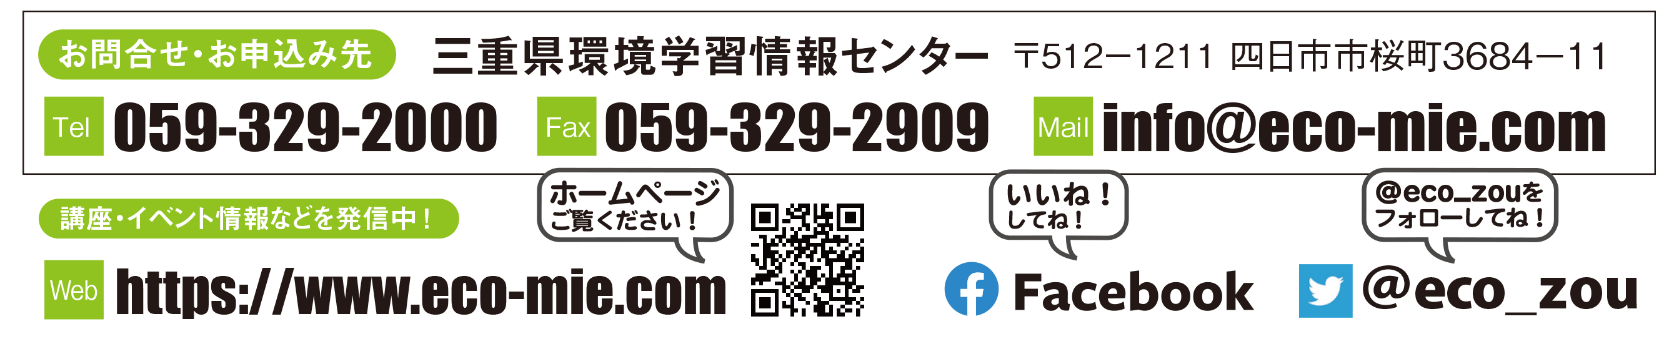 お問合せ・お申込み先 三重県環境学習情報センター 〒512－1211 四日市市桜町3684－11
Tel 059-329-2000 Fax 059-329-2909 Mail info@eco-mie.com
講座・イベント情報などを発信中！
ホームページ
ご覧ください！
いいね！
してね！
@eco_zouを
フォローしてね！
Web https://www.eco-mie.com Facebook @eco_zou